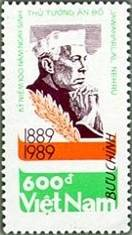 KỶ NIỆM 100 NĂM NGÀY SINH
THỦ TƯỚNG ẤN ĐỘ
JAWAHARLAL NEHRU
1889
1989
BƯU CHÍNH
600đ
Việt Nam